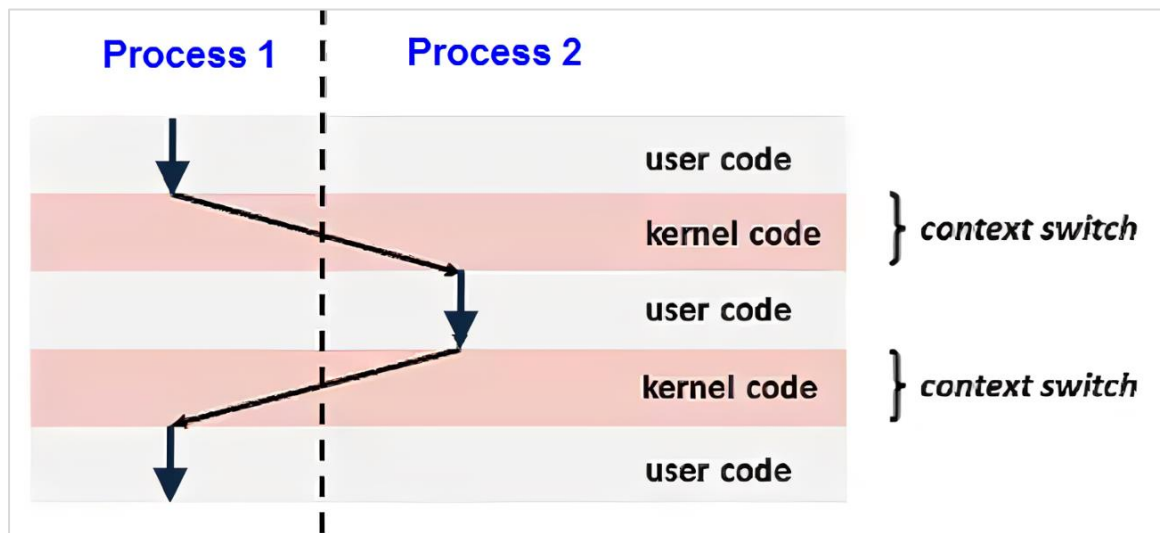 Process 1
Process 2
user code
kernel code
context switch
user code
kernel code
context switch
user code